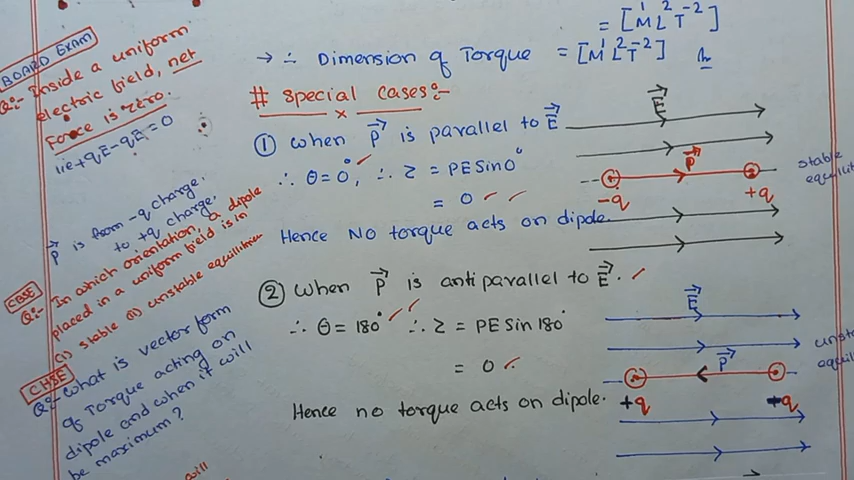 = [M¹L²T⁻²]
→ ∴ Dimension of Torque = [M¹L²T⁻²]
BOARD EXAM
Q:- Inside a uniform
electric field, net
Force is zero.
i.e +qE-qE=0
P⃗ is from -q charge.
to +q charge.
CBSE
Q:- In which orientation, a dipole
placed in a uniform field is in
(i) stable (ii) unstable equilibrium
CHSE
Q:- What is vector form
of Torque acting on
dipole and when it will
be maximum?
will
# Special Cases:-
① When P⃗ is parallel to E⃗
∴ θ = 0°, ∴ τ = PE Sin0°
= 0
Hence No torque acts on dipole.
E⃗
P⃗
-q
+q
stable
② When P⃗ is antiparallel to E⃗.
∴ θ = 180° ∴ τ = PE Sin 180°
= 0
Hence no torque acts on dipole.
E⃗
P⃗
+q
-q